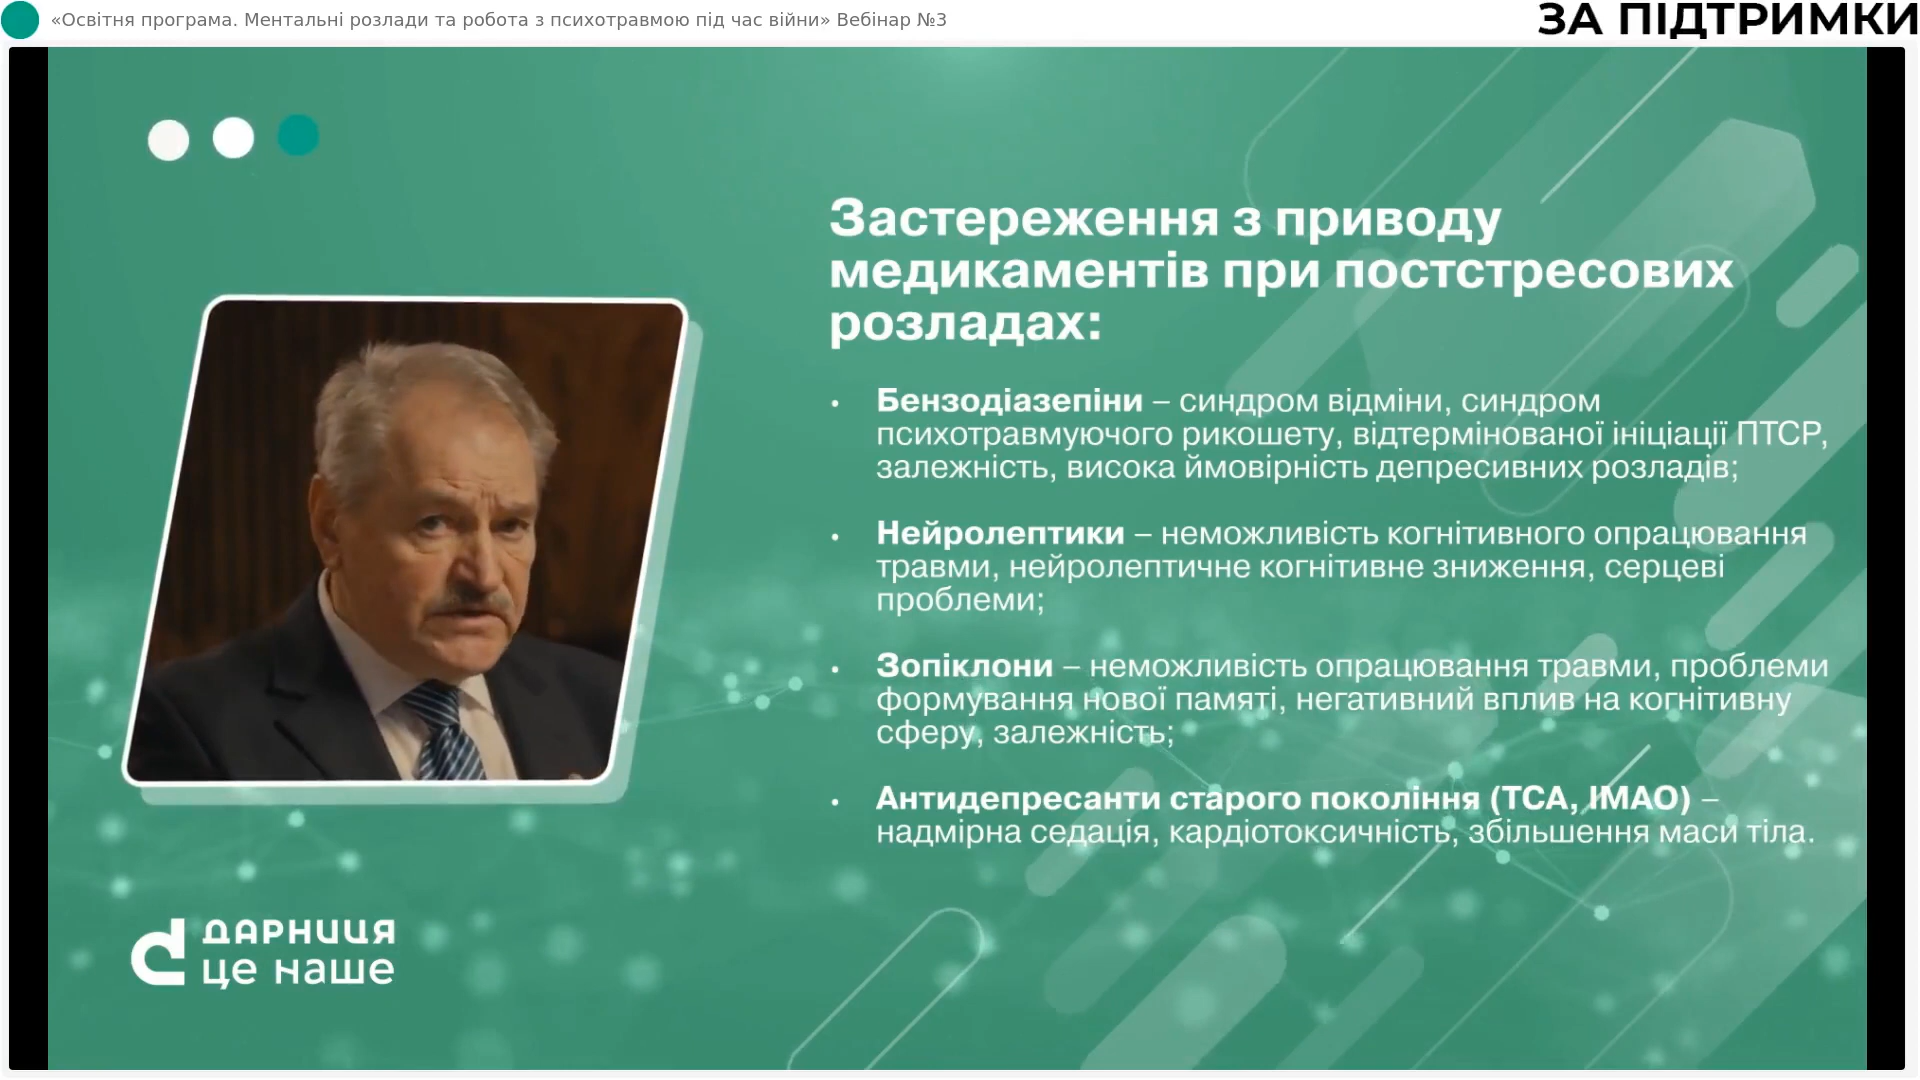 «Освітня програма. Ментальні розлади та робота з психотравмою під час війни» Вебінар №3
ЗА ПІДТРИМКИ
Застереження з приводу
медикаментів при постстресових
розладах:
• Бензодіазепіни – синдром відміни, синдром
психотравмуючого рикошету, відтермінованої ініціації ПТСР,
залежність, висока ймовірність депресивних розладів;
• Нейролептики – неможливість когнітивного опрацювання
травми, нейролептичне когнітивне зниження, серцеві
проблеми;
• Зопіклони – неможливість опрацювання травми, проблеми
формування нової памяті, негативний вплив на когнітивну
сферу, залежність;
• Антидепресанти старого покоління (ТСА, ІМАО) –
надмірна седація, кардіотоксичність, збільшення маси тіла.
ДАРНИЦЯ
це наше